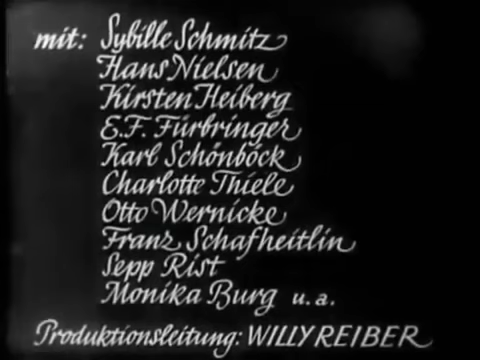 mit: Sybille Schmitz
Hans Nielsen
Kirsten Heiberg
E.F. Fürbringer
Karl Schönböck
Charlotte Thiele
Otto Wernicke
Franz Schafheitlin
Sepp Rist
Monika Burg u.a.
Produktionsleitung: WILLY REIBER